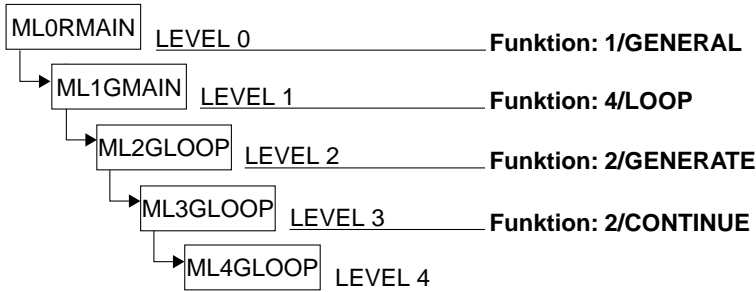 ML0RMAIN LEVEL 0 Funktion: 1/GENERAL
ML1GMAIN LEVEL 1 Funktion: 4/LOOP
ML2GLOOP LEVEL 2 Funktion: 2/GENERATE
ML3GLOOP LEVEL 3 Funktion: 2/CONTINUE
ML4GLOOP LEVEL 4